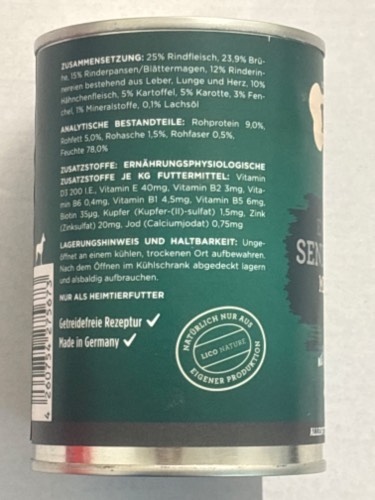 ZUSAMMENSETZUNG: 25% Rindfleisch, 23,9% Brü-
he, 15% Rinderpansen/Blättermagen, 12% Rinderin-
nereien bestehend aus Leber, Lunge und Herz, 10%
Hähnchenfleisch, 5% Kartoffel, 5% Karotte, 3% Fen-
chel, 1% Mineralstoffe, 0,1% Lachsöl
ANALYTISCHE BESTANDTEILE: Rohprotein 9,0%,
Rohfett 5,0%, Rohasche 1,5%, Rohfaser 0,5%,
Feuchte 78,0%
ZUSATZSTOFFE: ERNÄHRUNGSPHYSIOLOGISCHE
ZUSATZSTOFFE JE KG FUTTERMITTEL: Vitamin
D3 200 I.E., Vitamin E 40mg, Vitamin B2 3mg, Vita-
min B6 0,4mg, Vitamin B1 4,5mg, Vitamin B5 6mg,
Biotin 35µg, Kupfer (Kupfer-(II)-sulfat) 1,5mg, Zink
(Zinksulfat) 20mg, Jod (Calciumjodat) 0,75mg
LAGERUNGSHINWEIS UND HALTBARKEIT: Unge-
öffnet an einem kühlen, trockenen Ort aufbewahren.
Nach dem Öffnen im Kühlschrank abgedeckt lagern
und alsbaldig aufbrauchen.
NUR ALS HEIMTIERFUTTER
Getreidefreie Rezeptur ✓
Made in Germany ✓
NATÜRLICH NUR AUS
LICO NATURE
EIGENER PRODUKTION
4 260754 275673
SEN